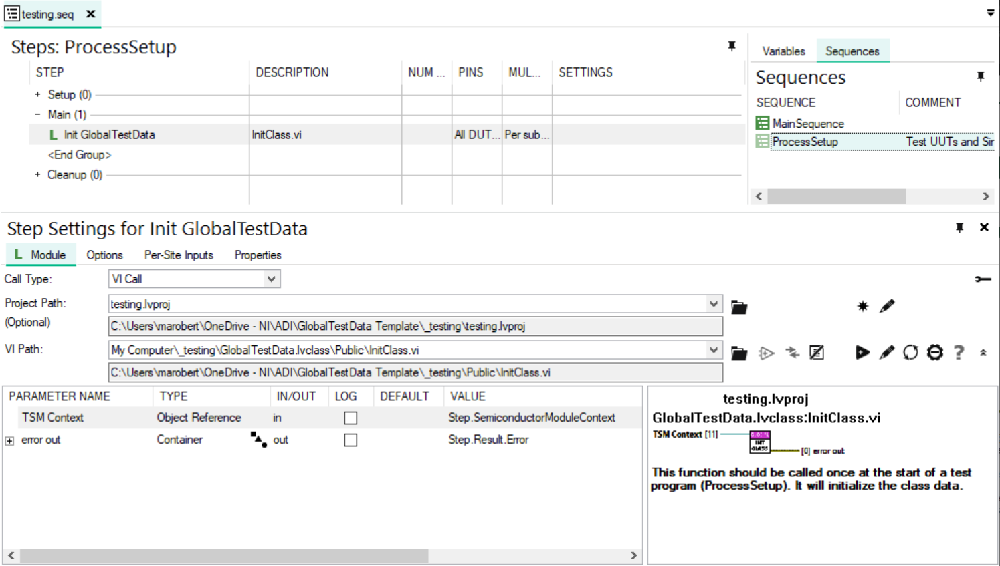 testing.seq
Steps: ProcessSetup
STEP DESCRIPTION NUM ... PINS MUL... SETTINGS
+ Setup (0)
− Main (1)
L Init GlobalTestData InitClass.vi All DUT... Per sub...
<End Group>
+ Cleanup (0)
Variables Sequences
Sequences
SEQUENCE COMMENT
MainSequence
ProcessSetup Test UUTs and Sir
Step Settings for Init GlobalTestData
L Module Options Per-Site Inputs Properties
Call Type: VI Call
Project Path: testing.lvproj
(Optional) C:\Users\marobert\OneDrive - NI\ADI\GlobalTestData Template\_testing\testing.lvproj
VI Path: My Computer\_testing\GlobalTestData.lvclass\Public\InitClass.vi
C:\Users\marobert\OneDrive - NI\ADI\GlobalTestData Template\_testing\Public\InitClass.vi
PARAMETER NAME TYPE IN/OUT LOG DEFAULT VALUE
TSM Context Object Reference in Step.SemiconductorModuleContext
error out Container out Step.Result.Error
testing.lvproj
GlobalTestData.lvclass:InitClass.vi
TSM Context [11]
INIT
CLASS
[0] error out
This function should be called once at the start of a test
program (ProcessSetup). It will initialize the class data.